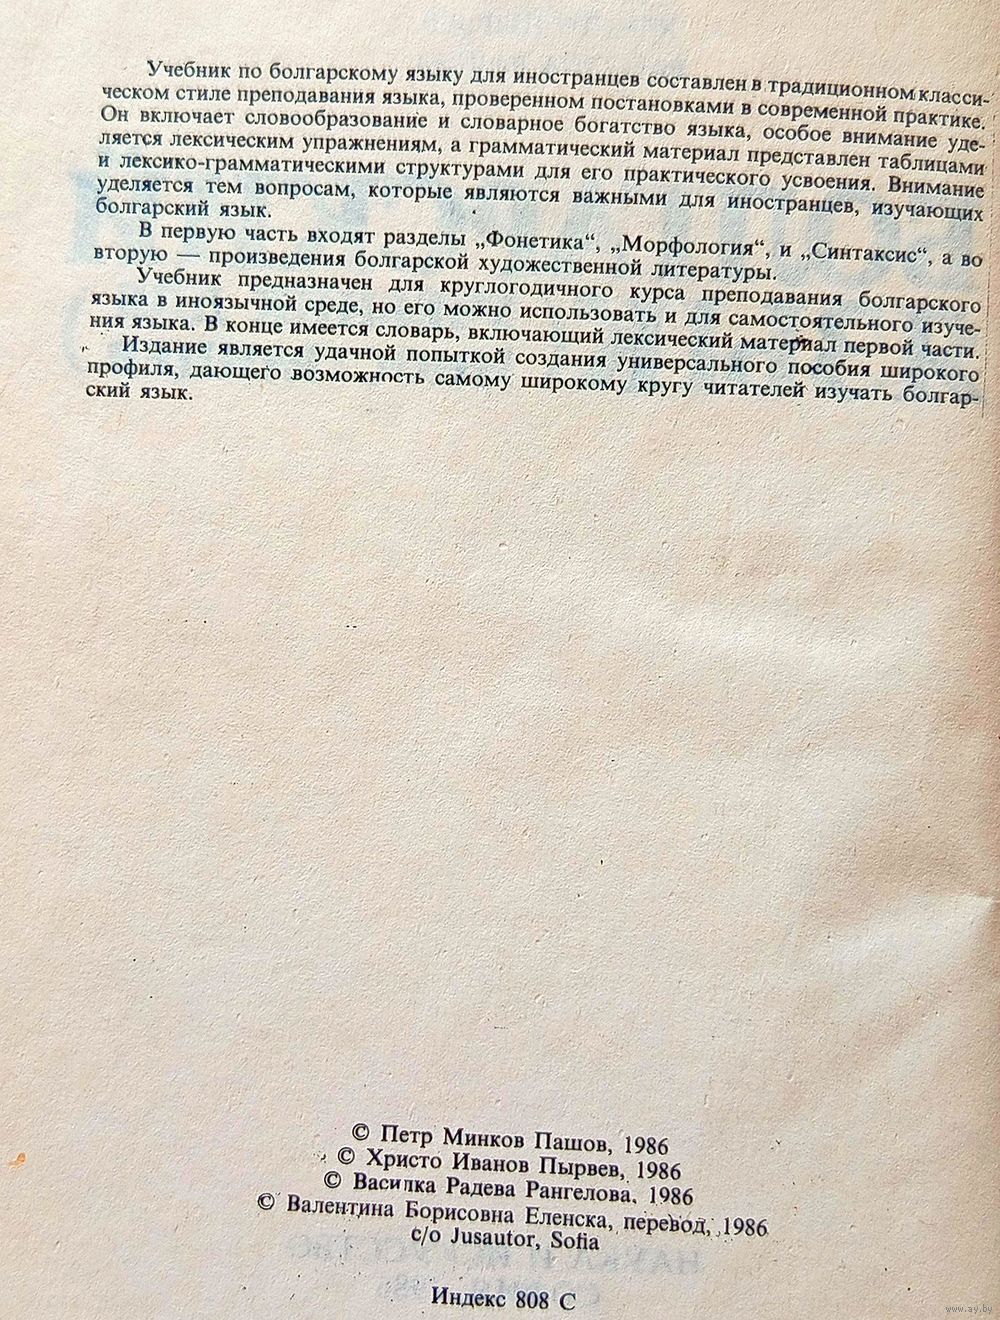 Учебник по болгарскому языку для иностранцев составлен в традиционном класси-
ческом стиле преподавания языка, проверенном постановками в современной практике.
Он включает словообразование и словарное богатство языка, особое внимание уде-
ляется лексическим упражнениям, а грамматический материал представлен таблицами
и лексико-грамматическими структурами для его практического усвоения. Внимание
уделяется тем вопросам, которые являются важными для иностранцев, изучающих
болгарский язык.
В первую часть входят разделы „Фонетика“, „Морфология“, и „Синтаксис“, а во
вторую — произведения болгарской художественной литературы.
Учебник предназначен для круглогодичного курса преподавания болгарского
языка в иноязычной среде, но его можно использовать и для самостоятельного изуче-
ния языка. В конце имеется словарь, включающий лексический материал первой части.
Издание является удачной попыткой создания универсального пособия широкого
профиля, дающего возможность самому широкому кругу читателей изучать болгар-
ский язык.
© Петр Минков Пашов, 1986
© Христо Иванов Пырвев, 1986
© Василка Радева Рангелова. 1986
© Валентина Борисовна Еленска, перевод, 1986
c/o Jusautor, Sofia
Индекс 808 С
www.ay.by